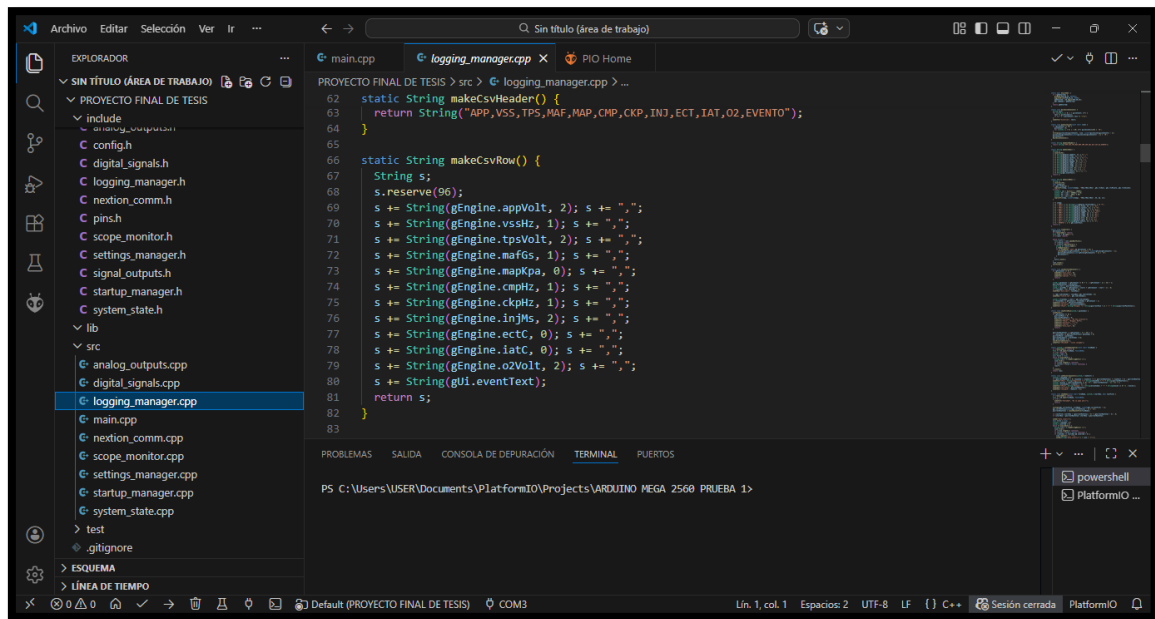 Archivo Editar Selección Ver Ir ··· Sin título (área de trabajo)
EXPLORADOR ···
SIN TÍTULO (ÁREA DE TRABAJO)
PROYECTO FINAL DE TESIS
include
analog_outputs.h
config.h
digital_signals.h
logging_manager.h
nextion_comm.h
pins.h
scope_monitor.h
settings_manager.h
signal_outputs.h
startup_manager.h
system_state.h
lib
src
analog_outputs.cpp
digital_signals.cpp
logging_manager.cpp
main.cpp
nextion_comm.cpp
scope_monitor.cpp
settings_manager.cpp
startup_manager.cpp
system_state.cpp
test
.gitignore
ESQUEMA
LÍNEA DE TIEMPO
main.cpp logging_manager.cpp PIO Home
PROYECTO FINAL DE TESIS > src > logging_manager.cpp > ...
62 static String makeCsvHeader() {
63 return String("APP,VSS,TPS,MAF,MAP,CMP,CKP,INJ,ECT,IAT,O2,EVENTO");
64 }
65
66 static String makeCsvRow() {
67 String s;
68 s.reserve(96);
69 s += String(gEngine.appVolt, 2); s += ",";
70 s += String(gEngine.vssHz, 1); s += ",";
71 s += String(gEngine.tpsVolt, 2); s += ",";
72 s += String(gEngine.mafGs, 1); s += ",";
73 s += String(gEngine.mapKpa, 0); s += ",";
74 s += String(gEngine.cmpHz, 1); s += ",";
75 s += String(gEngine.ckpHz, 1); s += ",";
76 s += String(gEngine.injMs, 2); s += ",";
77 s += String(gEngine.ectC, 0); s += ",";
78 s += String(gEngine.iatC, 0); s += ",";
79 s += String(gEngine.o2Volt, 2); s += ",";
80 s += String(gUi.eventText);
81 return s;
82 }
83
PROBLEMAS SALIDA CONSOLA DE DEPURACIÓN TERMINAL PUERTOS
PS C:\Users\USER\Documents\PlatformIO\Projects\ARDUINO MEGA 2560 PRUEBA 1>
powershell
PlatformIO ...
0 0 Default (PROYECTO FINAL DE TESIS) COM3 Lín. 1, col. 1 Espacios: 2 UTF-8 LF {} C++ Sesión cerrada PlatformIO